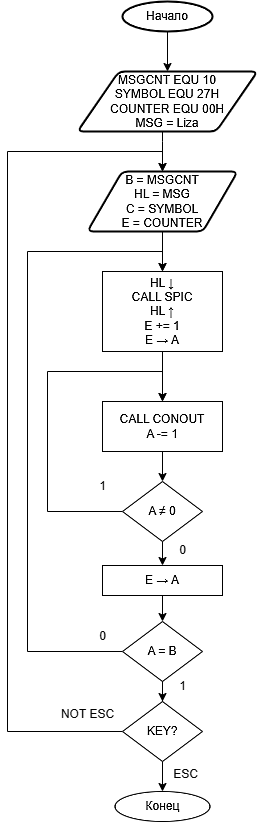 Начало
MSGCNT EQU 10
SYMBOL EQU 27H
COUNTER EQU 00H
MSG = Liza
B = MSGCNT
HL = MSG
C = SYMBOL
E = COUNTER
HL ↓
CALL SPIC
HL ↑
E += 1
E → A
CALL CONOUT
A -= 1
1
A ≠ 0
0
E → A
0
A = B
1
NOT ESC
KEY?
ESC
Конец